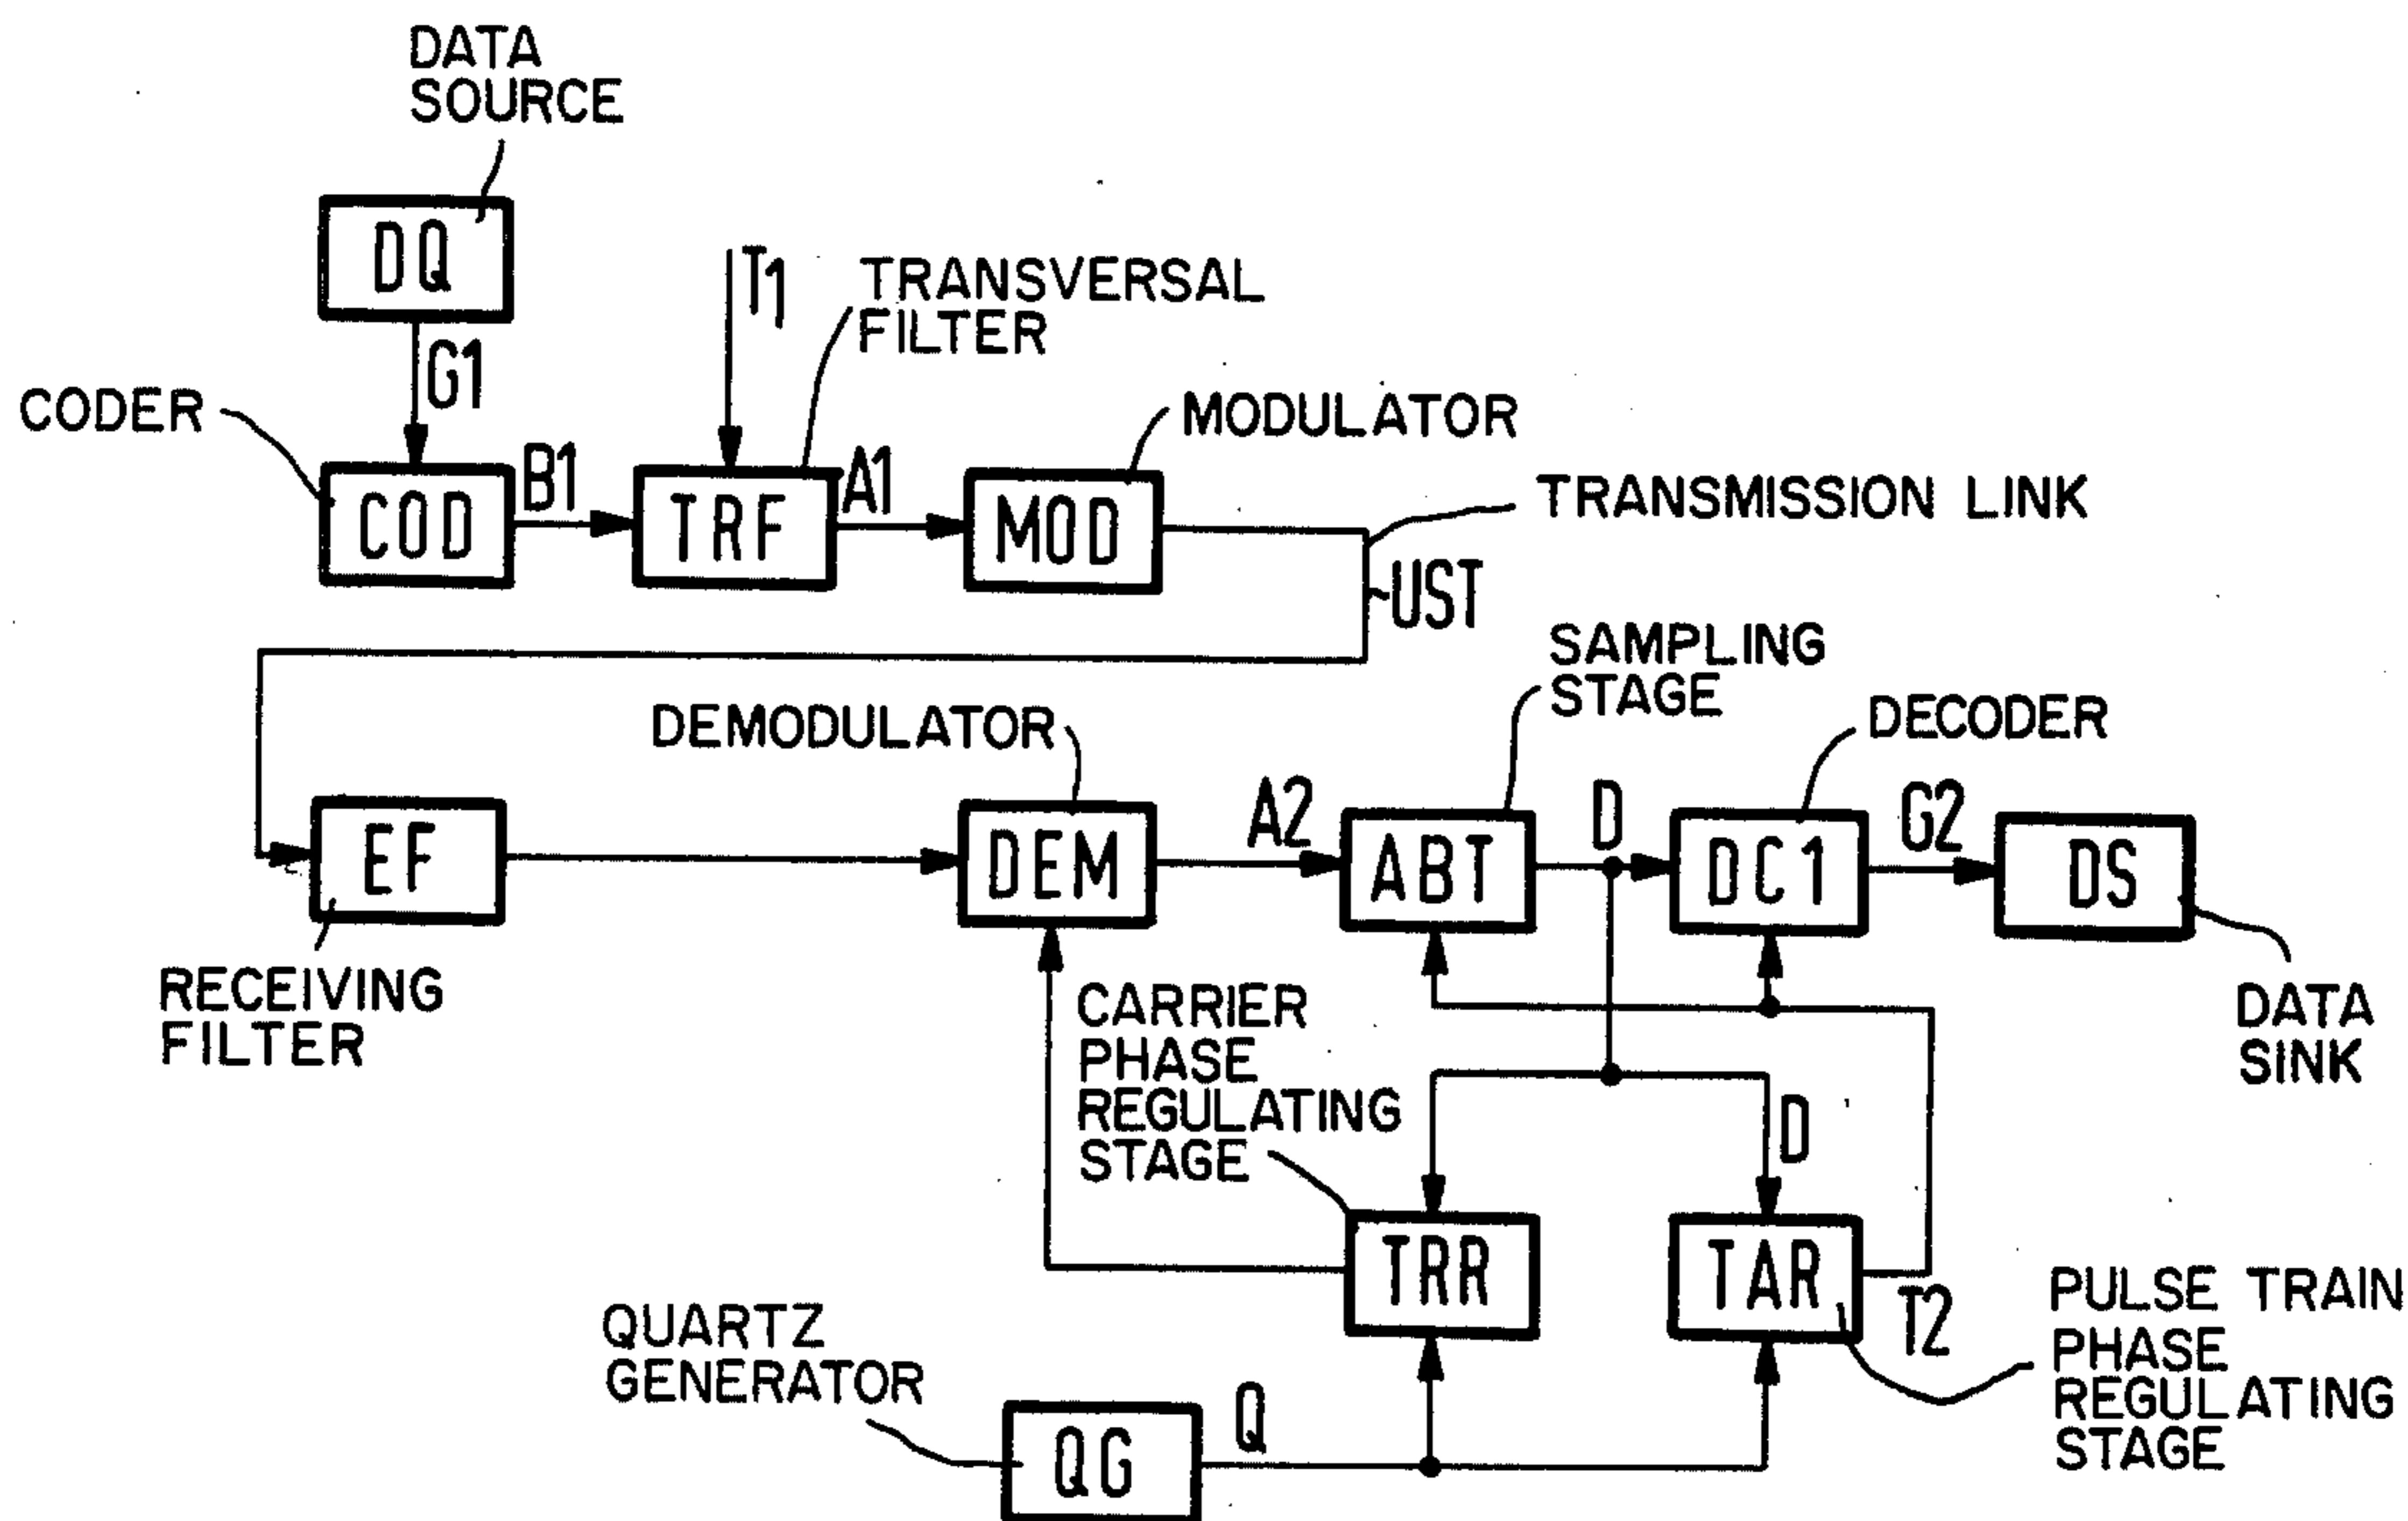 DATA
SOURCE
DQ
T1
TRANSVERSAL
FILTER
G1
CODER
MODULATOR
COD
B1
TRF
A1
MOD
TRANSMISSION LINK
UST
SAMPLING
STAGE
DEMODULATOR
DECODER
EF
DEM
A2
ABT
D
DC1
G2
DS
RECEIVING
FILTER
CARRIER
PHASE
REGULATING
STAGE
DATA
SINK
D
TRR
TAR
T2
PULSE TRAIN
PHASE
REGULATING
STAGE
QUARTZ
GENERATOR
QG
Q